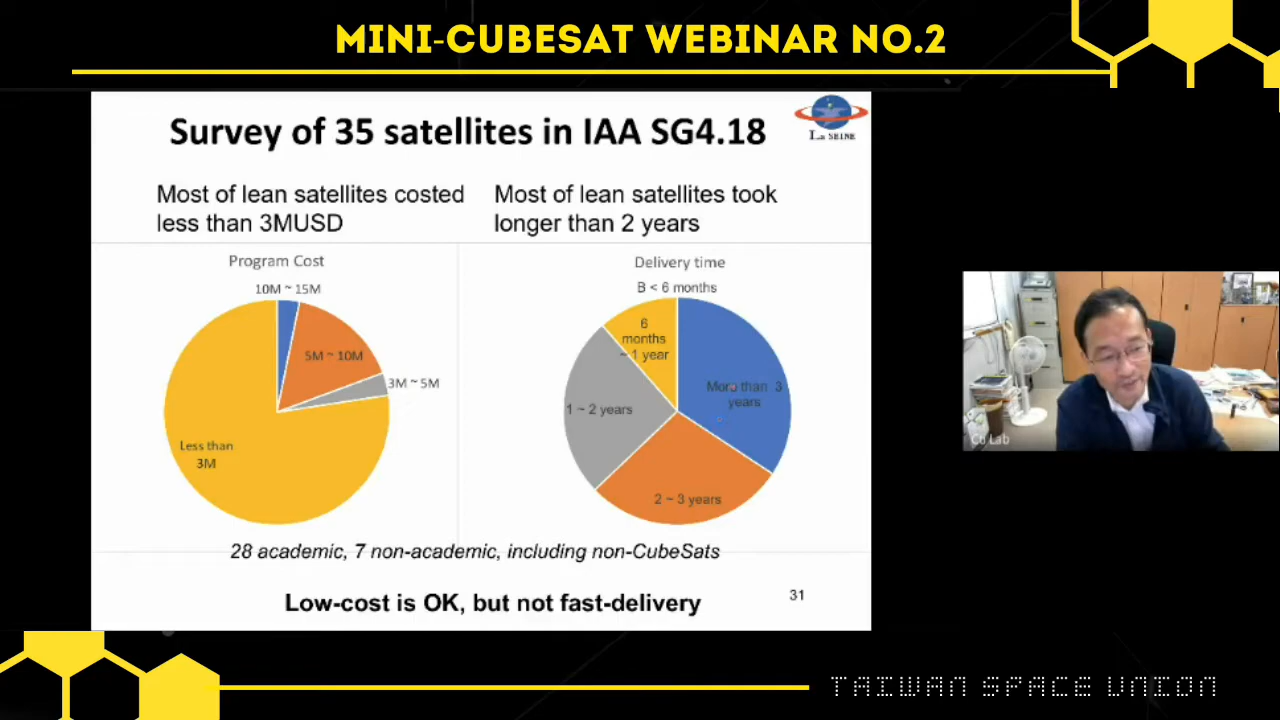 MINI-CUBESAT WEBINAR NO.2
Survey of 35 satellites in IAA SG4.18
La SEINE
Most of lean satellites costed
less than 3MUSD
Most of lean satellites took
longer than 2 years
Program Cost
10M ~ 15M
5M ~ 10M
3M ~ 5M
Less than
3M
Delivery time
B < 6 months
6
months
~ 1 year
More than 3
years
1 ~ 2 years
2 ~ 3 years
28 academic, 7 non-academic, including non-CubeSats
Low-cost is OK, but not fast-delivery
31
Lab
TAIWAN SPACE UNION